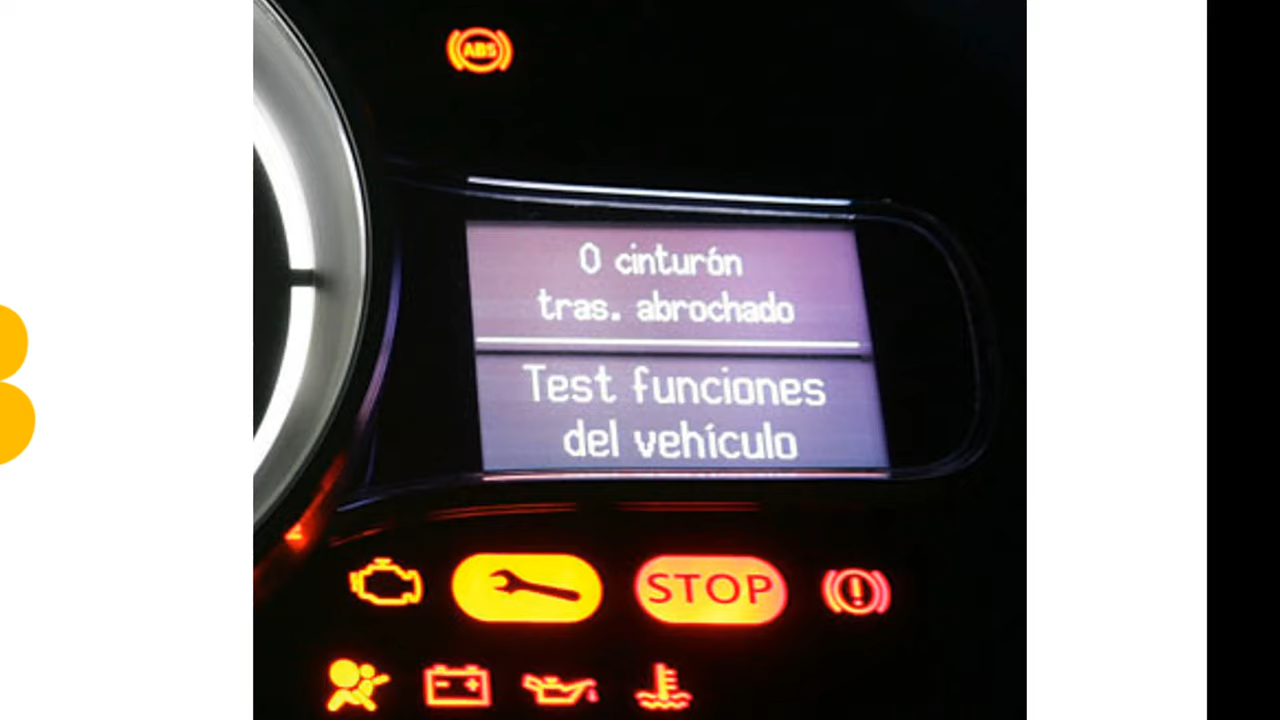 ABS
0 cinturón
tras. abrochado
Test funciones
del vehículo
STOP